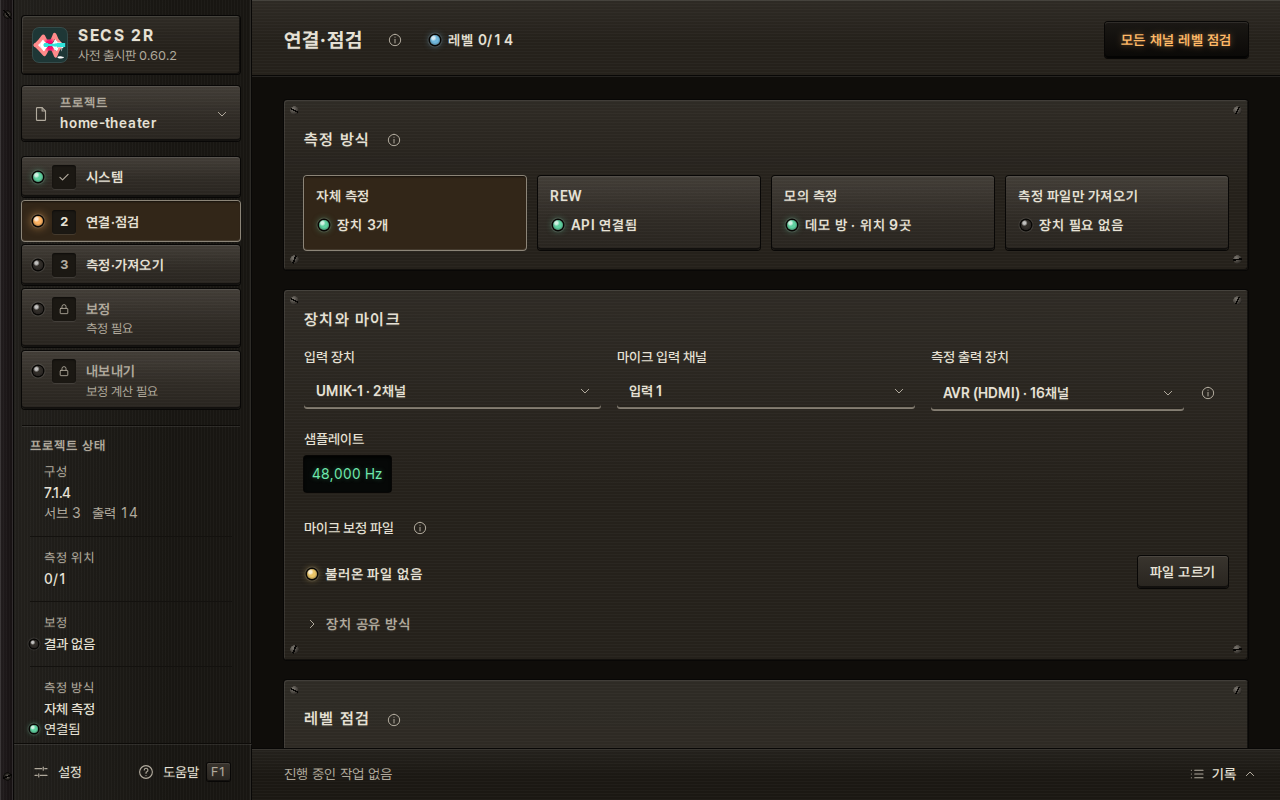 SECS 2R
사전 출시판 0.60.2
프로젝트
home-theater
시스템
2 연결·점검
3 측정·가져오기
보정
측정 필요
내보내기
보정 계산 필요
프로젝트 상태
구성
7.1.4
서브 3 출력 14
측정 위치
0/1
보정
결과 없음
측정 방식
자체 측정
연결됨
설정
도움말 F1
연결·점검
레벨 0/14
모든 채널 레벨 점검
측정 방식
자체 측정
장치 3개
REW
API 연결됨
모의 측정
데모 방 · 위치 9곳
측정 파일만 가져오기
장치 필요 없음
장치와 마이크
입력 장치
UMIK-1 · 2채널
마이크 입력 채널
입력 1
측정 출력 장치
AVR (HDMI) · 16채널
샘플레이트
48,000 Hz
마이크 보정 파일
불러온 파일 없음
파일 고르기
장치 공유 방식
레벨 점검
진행 중인 작업 없음
기록